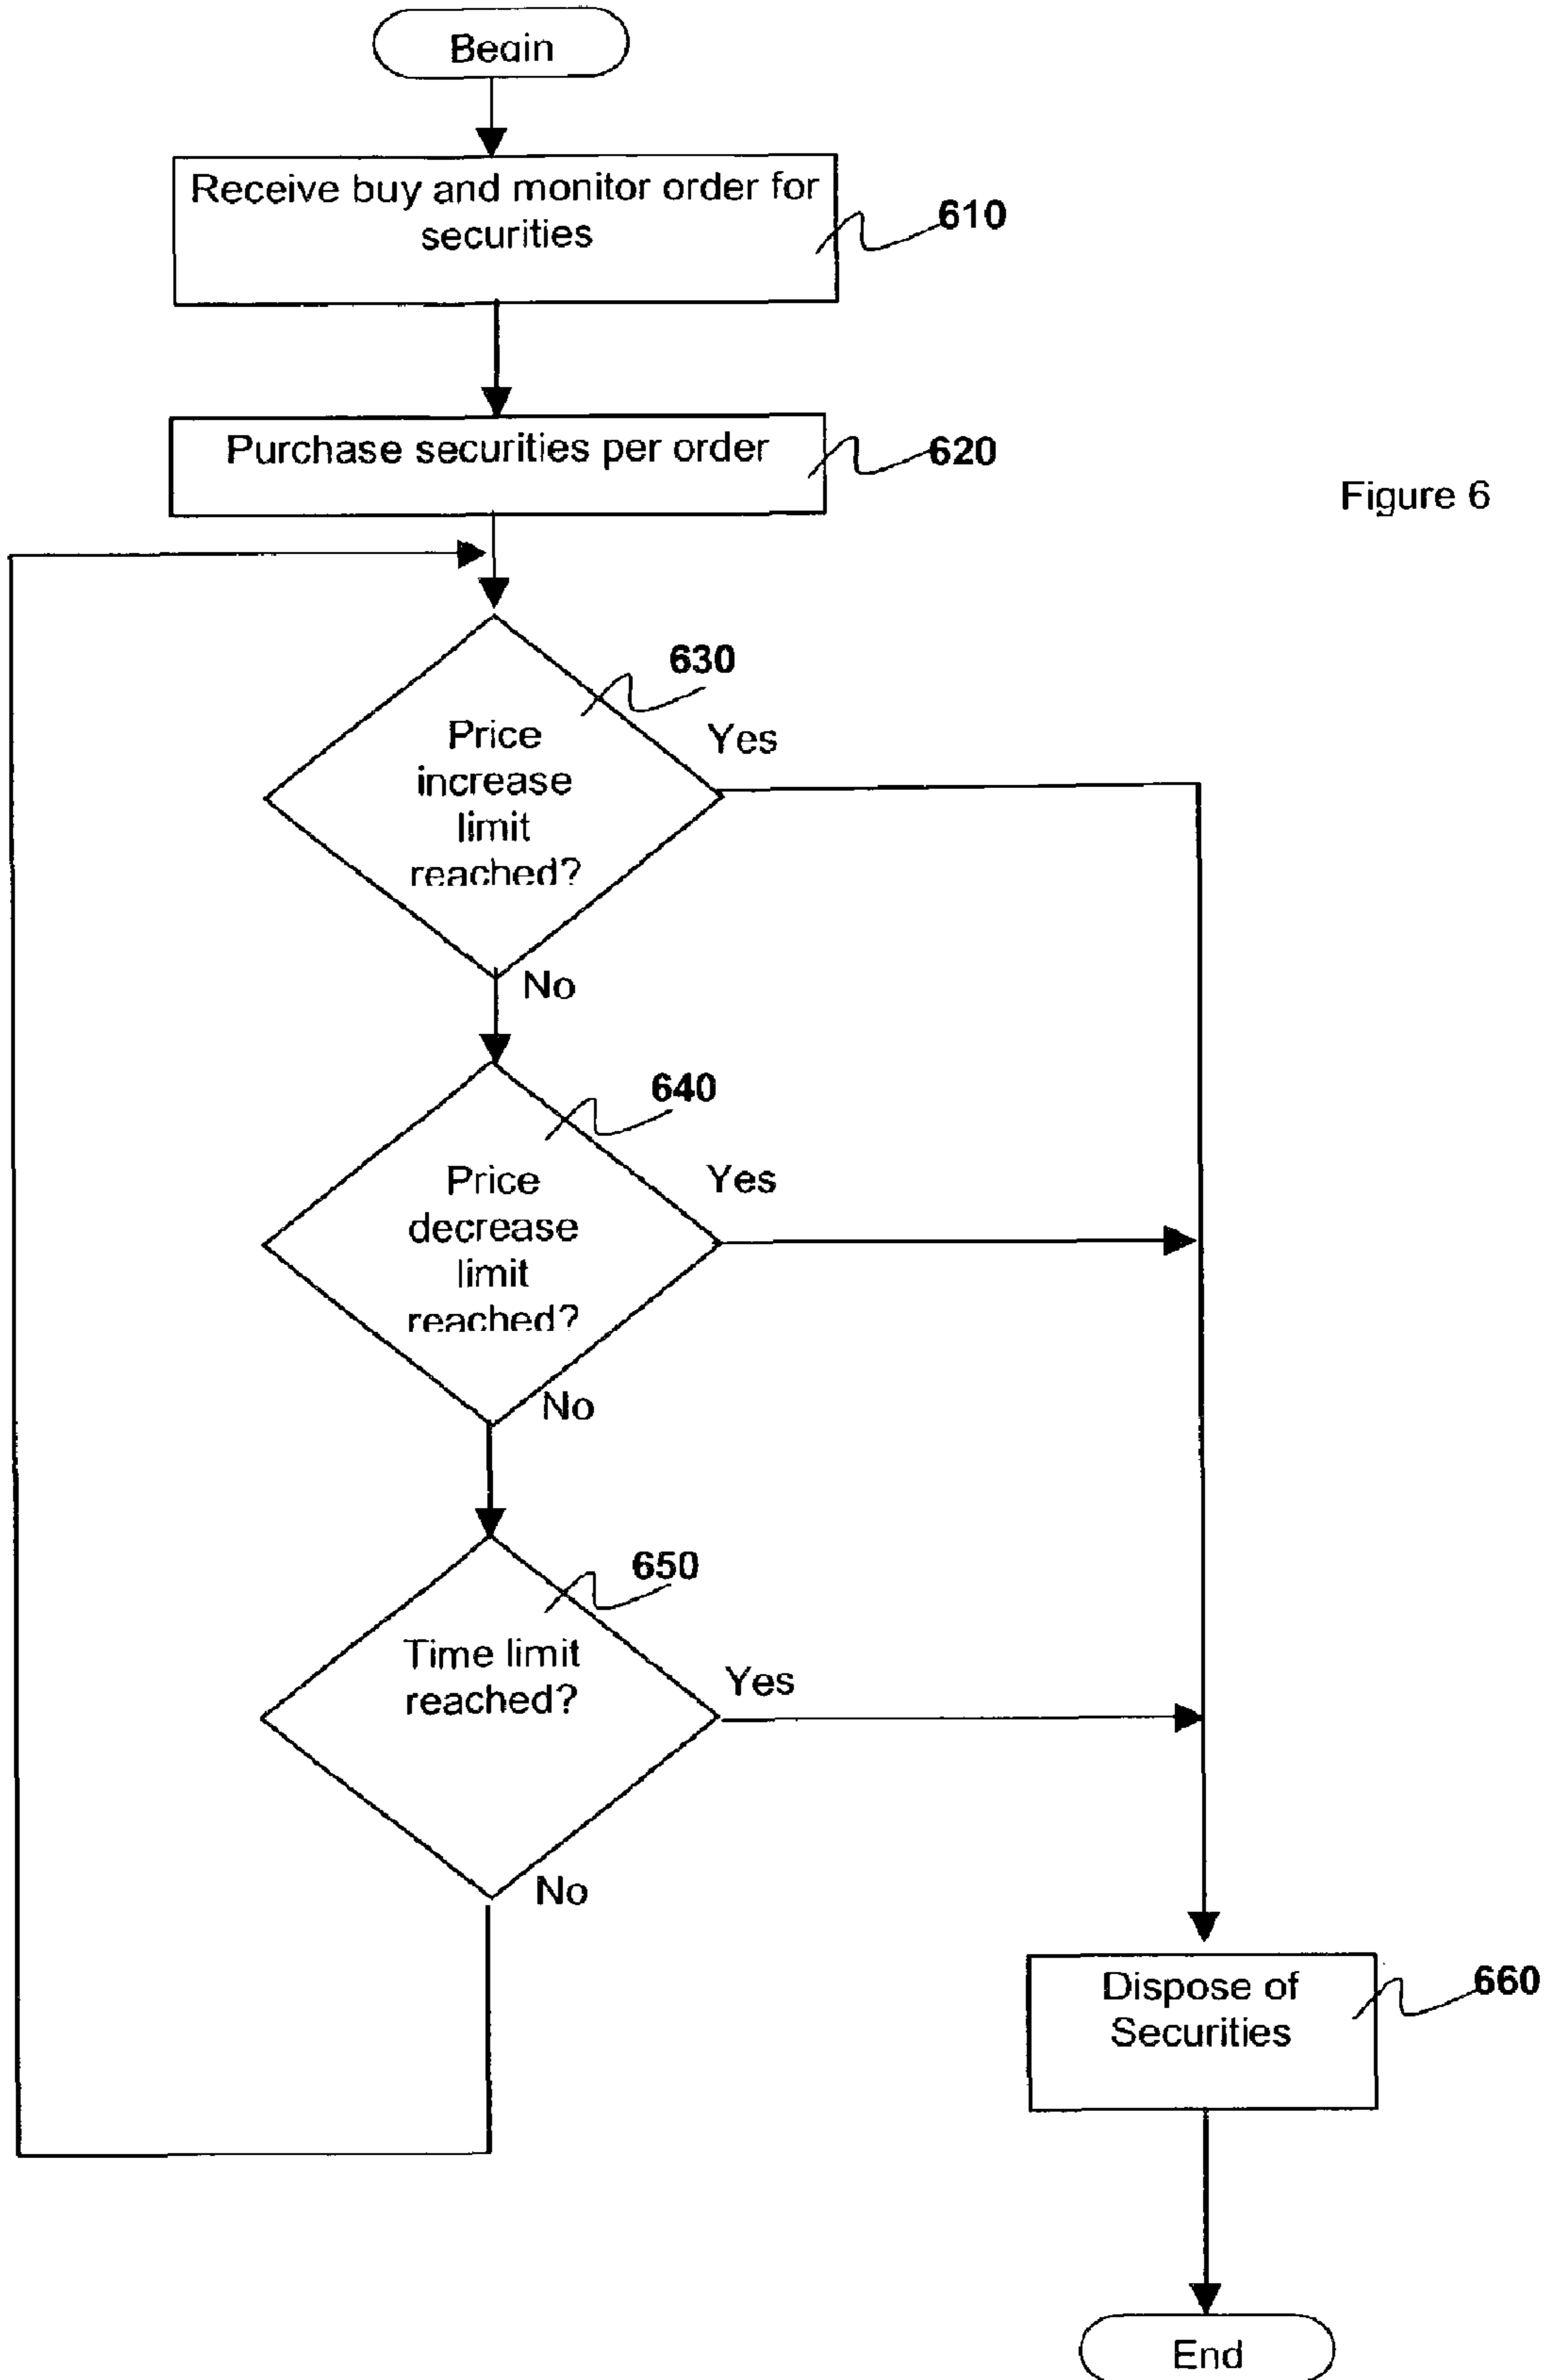 Begin
Receive buy and monitor order for
securities
610
Purchase securities per order
620
Figure 6
630
Price
increase
limit
reached?
Yes
No
640
Price
decrease
limit
reached?
Yes
No
650
Time limit
reached?
Yes
No
Dispose of
Securities
660
End